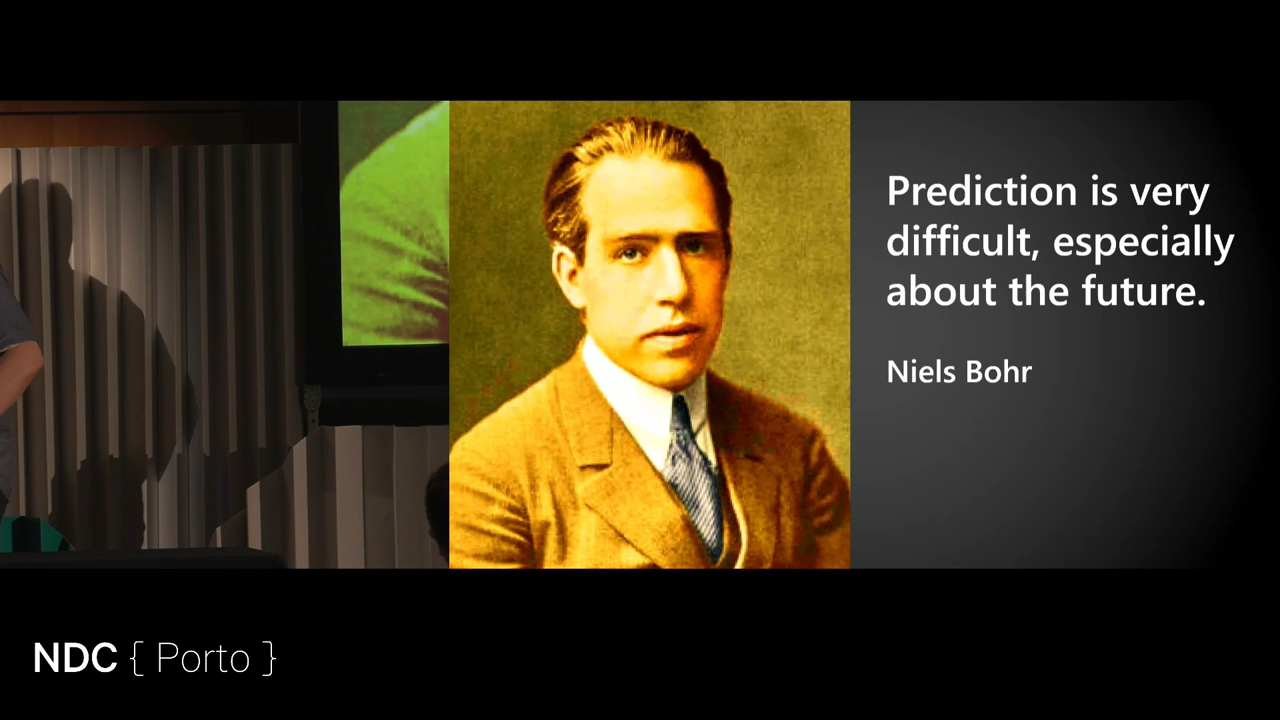 Prediction is very
difficult, especially
about the future.
Niels Bohr
NDC { Porto }